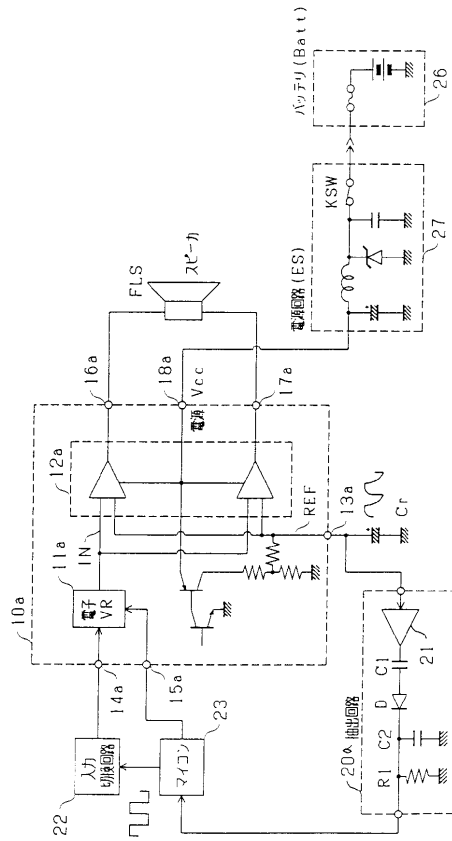 10a
22
入力
切換回路
14a
11a
電子
VR
IN
12a
16a
FLS
スピーカ
18a
電源
Vcc
17a
15a
23
マイコン
REF
13a
Cr
20a 抽出回路
R1
C2
D
C1
21
電源回路(ES)
KSW
27
バッテリ(Batt)
26